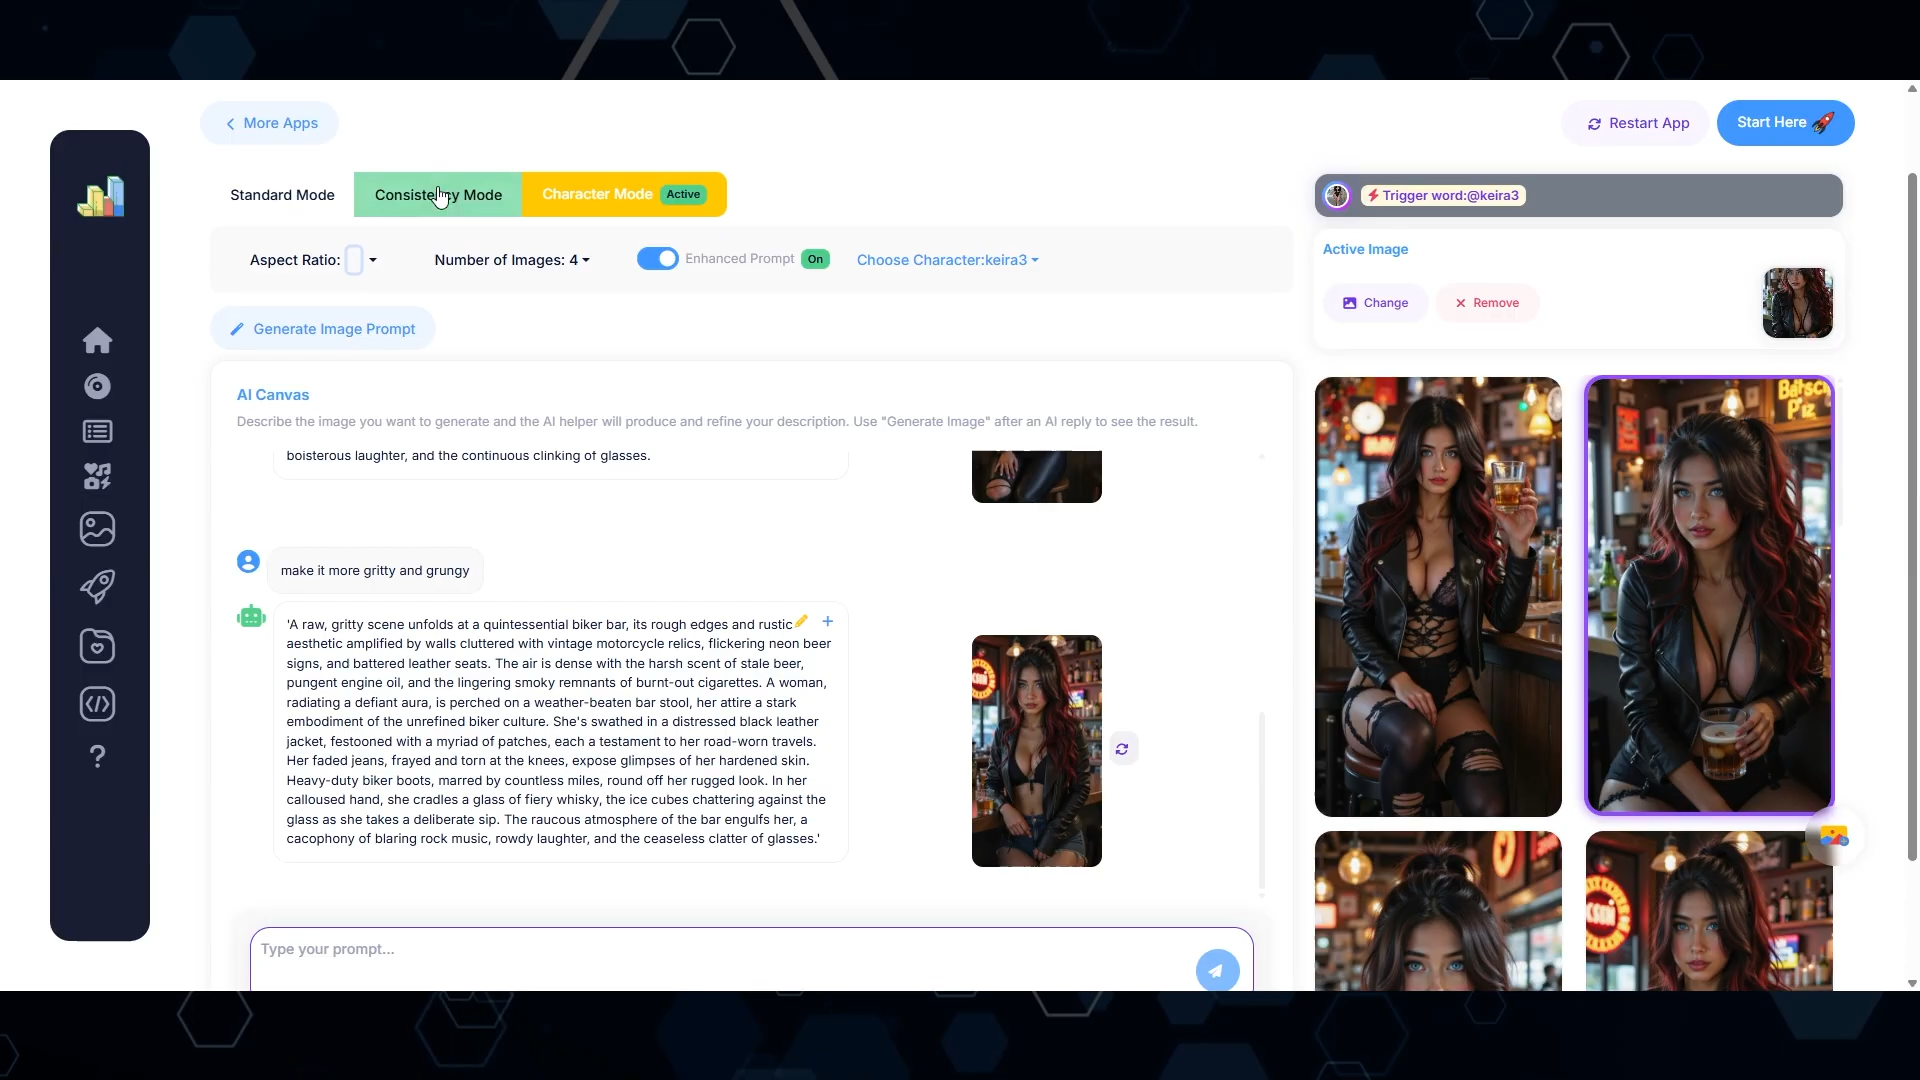 More Apps
Restart App
Start Here
Standard Mode
Consistency Mode
Character Mode Active
Trigger word:@keira3
Aspect Ratio:
Number of Images: 4
Enhanced Prompt On
Choose Character:keira3
Active Image
Change
Remove
Generate Image Prompt
AI Canvas
Describe the image you want to generate and the AI helper will produce and refine your description. Use "Generate Image" after an AI reply to see the result.
boisterous laughter, and the continuous clinking of glasses.
make it more gritty and grungy
'A raw, gritty scene unfolds at a quintessential biker bar, its rough edges and rustic
aesthetic amplified by walls cluttered with vintage motorcycle relics, flickering neon beer
signs, and battered leather seats. The air is dense with the harsh scent of stale beer,
pungent engine oil, and the lingering smoky remnants of burnt-out cigarettes. A woman,
radiating a defiant aura, is perched on a weather-beaten bar stool, her attire a stark
embodiment of the unrefined biker culture. She's swathed in a distressed black leather
jacket, festooned with a myriad of patches, each a testament to her road-worn travels.
Her faded jeans, frayed and torn at the knees, expose glimpses of her hardened skin.
Heavy-duty biker boots, marred by countless miles, round off her rugged look. In her
calloused hand, she cradles a glass of fiery whisky, the ice cubes chattering against the
glass as she takes a deliberate sip. The raucous atmosphere of the bar engulfs her, a
cacophony of blaring rock music, rowdy laughter, and the ceaseless clatter of glasses.'
Type your prompt...